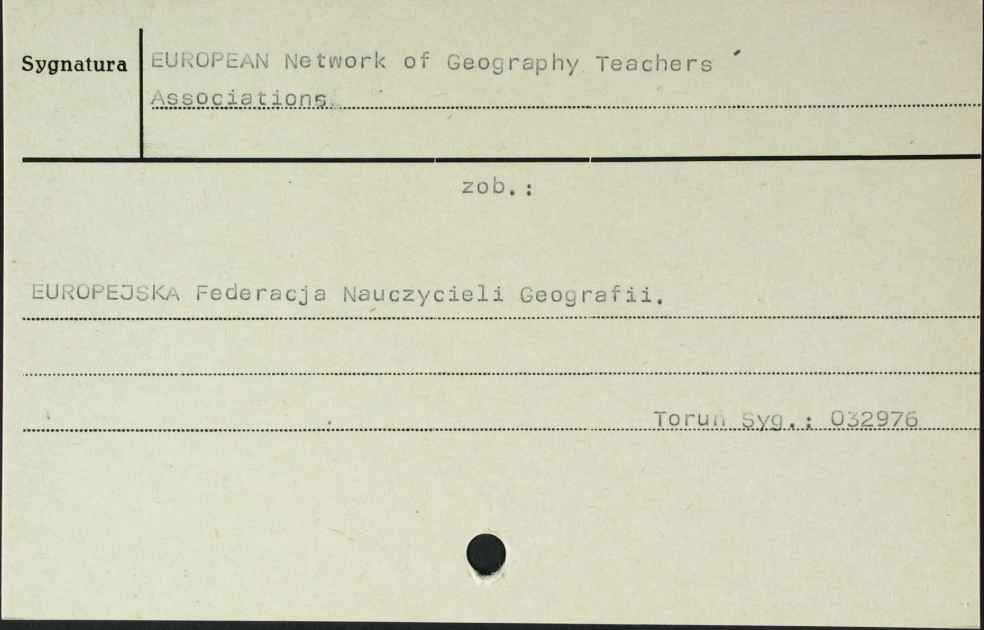 Sygnatura
EUROPEAN Network of Geography Teachers
Associations.
zob.:
EUROPEJSKA Federacja Nauczycieli Geografii.
Toruń Syg.: 032976